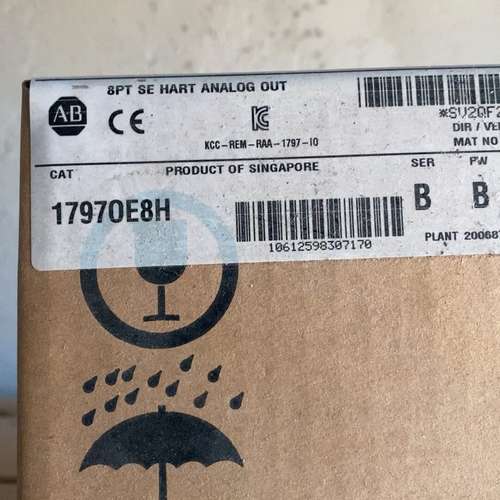 8PT SE HART ANALOG OUT
AB
CE
KCC-REM-RAA-1797-IO
DIR / VE
MAT NO
CAT
PRODUCT OF SINGAPORE
SER
PW
1797OE8H
B
B
10612598307170
PLANT 20068